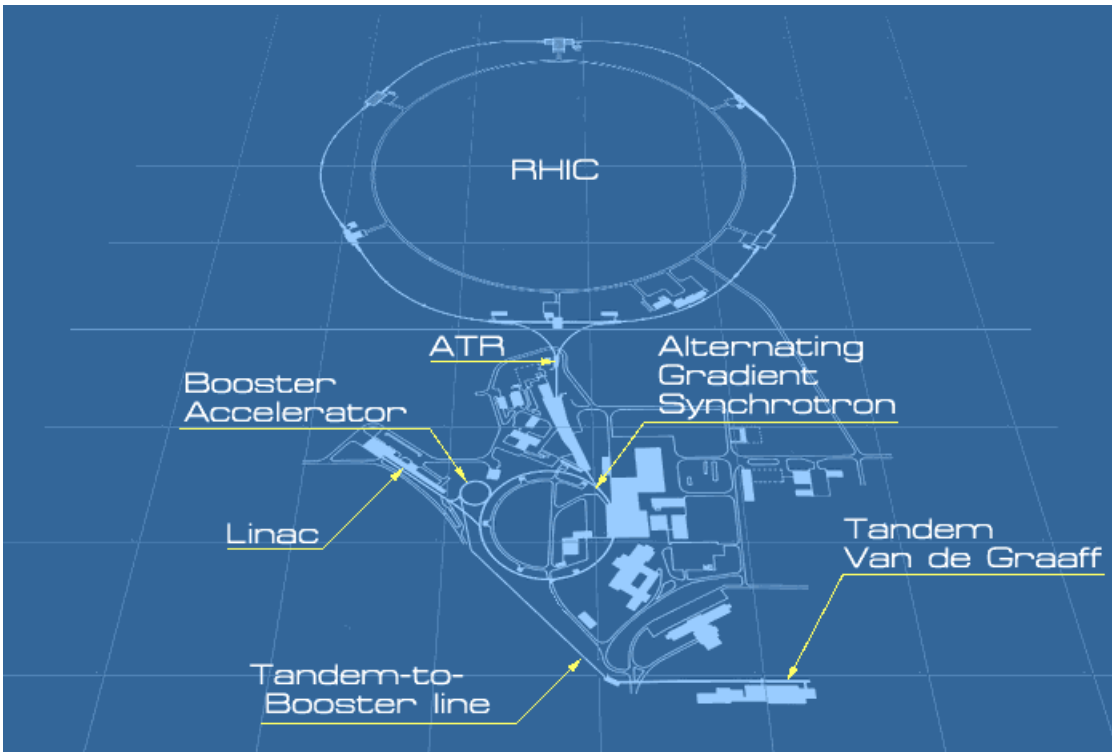 RHIC
ATR
Alternating
Gradient
Synchrotron
Booster
Accelerator
Linac
Tandem
Van de Graaff
Tandem-to-
Booster line